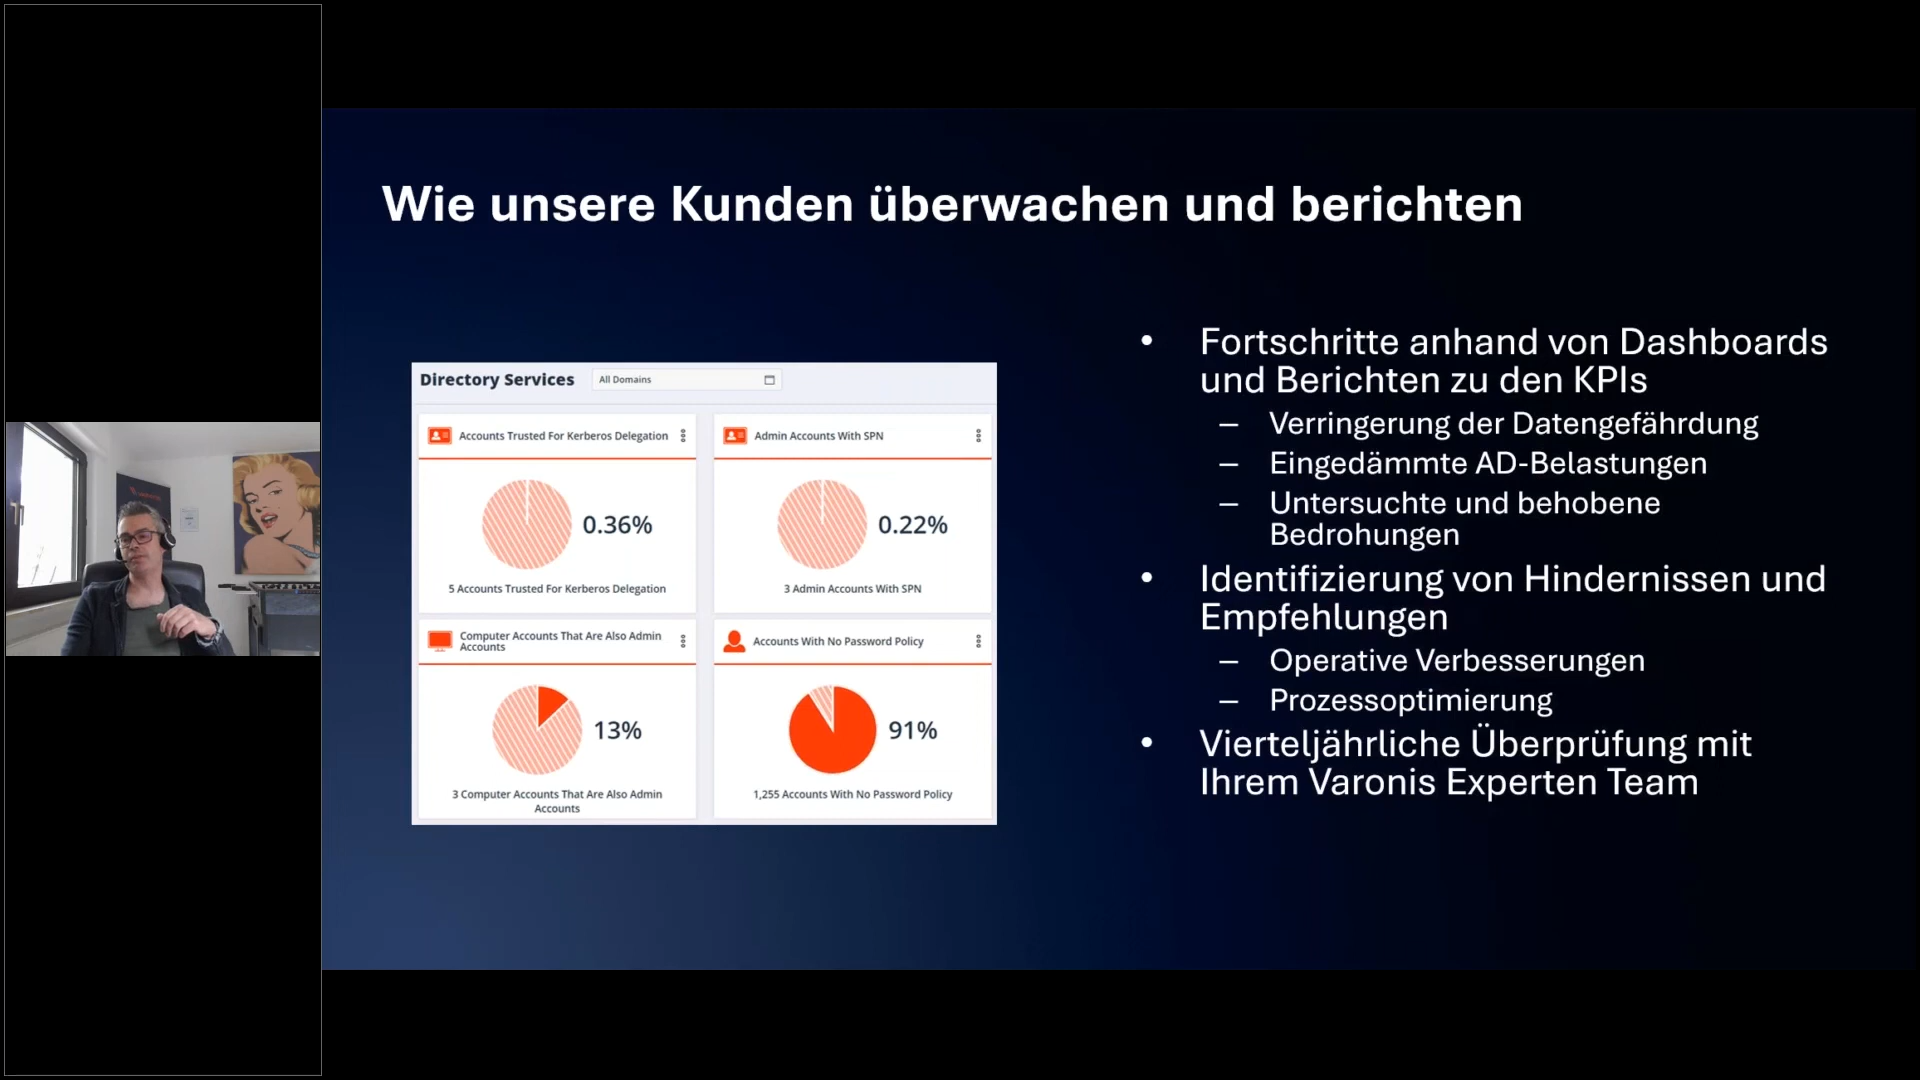 Wie unsere Kunden überwachen und berichten
Directory Services
All Domains
Accounts Trusted For Kerberos Delegation
0.36%
5 Accounts Trusted For Kerberos Delegation
Admin Accounts With SPN
0.22%
3 Admin Accounts With SPN
Computer Accounts That Are Also Admin
Accounts
13%
3 Computer Accounts That Are Also Admin
Accounts
Accounts With No Password Policy
91%
1,255 Accounts With No Password Policy
• Fortschritte anhand von Dashboards
und Berichten zu den KPIs
– Verringerung der Datengefährdung
– Eingedämmte AD-Belastungen
– Untersuchte und behobene
Bedrohungen
• Identifizierung von Hindernissen und
Empfehlungen
– Operative Verbesserungen
– Prozessoptimierung
• Vierteljährliche Überprüfung mit
Ihrem Varonis Experten Team